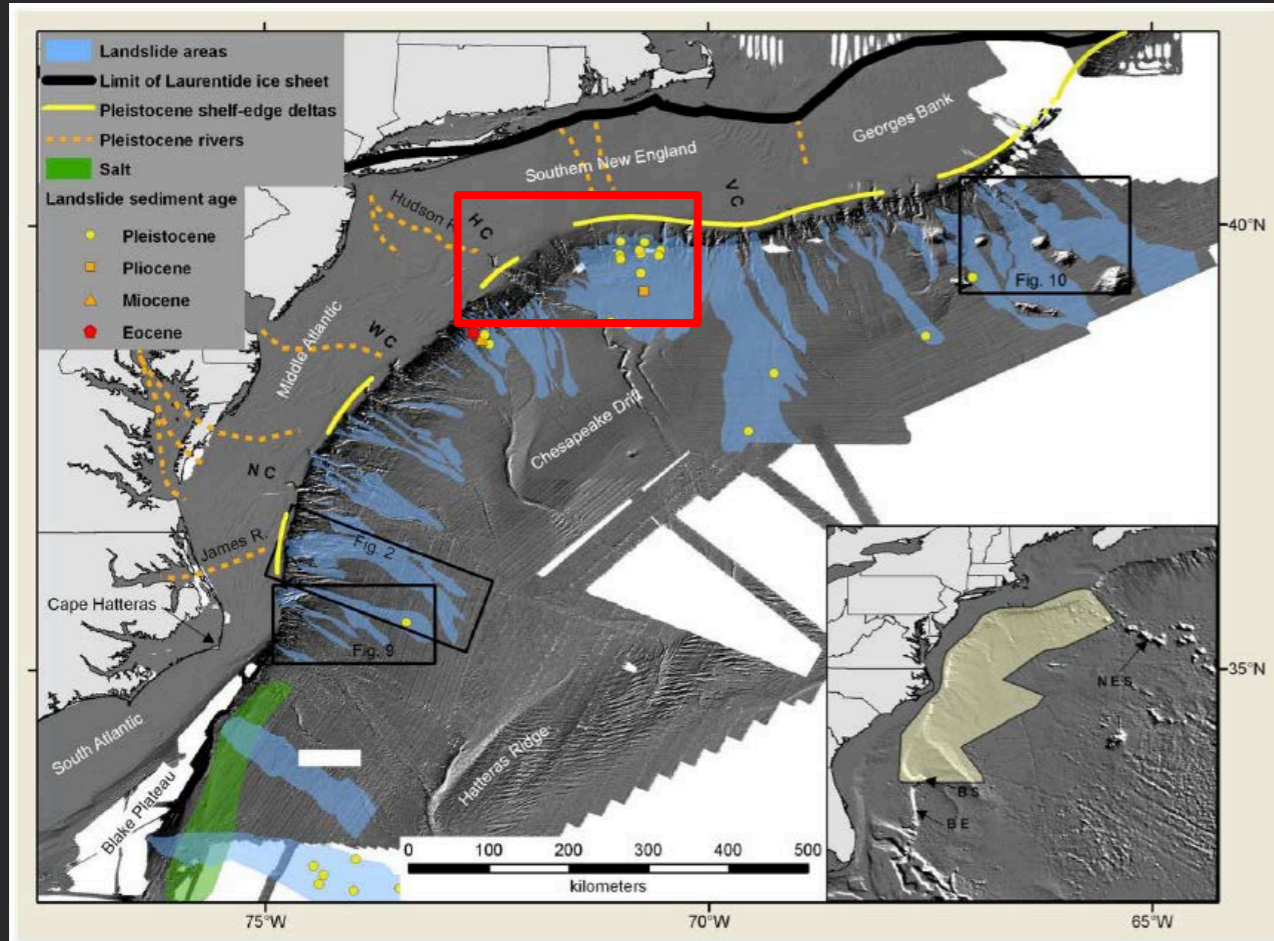 Landslide areas
Limit of Laurentide ice sheet
Pleistocene shelf-edge deltas
Pleistocene rivers
Salt
Landslide sediment age
Pleistocene
Pliocene
Miocene
Eocene
Georges Bank
Southern New England
Hudson R.
H C
V C
40°N
Fig. 10
Middle Atlantic
W C
Chesapeake Drift
N C
James R.
Fig. 2
Cape Hatteras
Fig. 9
35°N
South Atlantic
Hatteras Ridge
Blake Plateau
N E S
B S
B E
0 100 200 300 400 500
kilometers
75°W 70°W 65°W